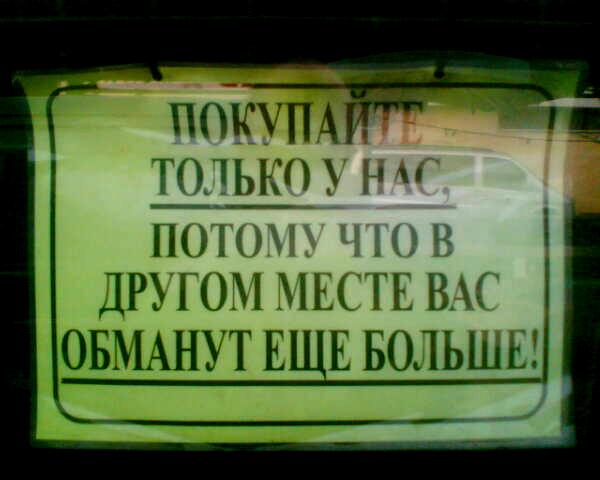 ПОКУПАЙТЕ
ТОЛЬКО У НАС,
ПОТОМУ ЧТО В
ДРУГОМ МЕСТЕ ВАС
ОБМАНУТ ЕЩЕ БОЛЬШЕ!